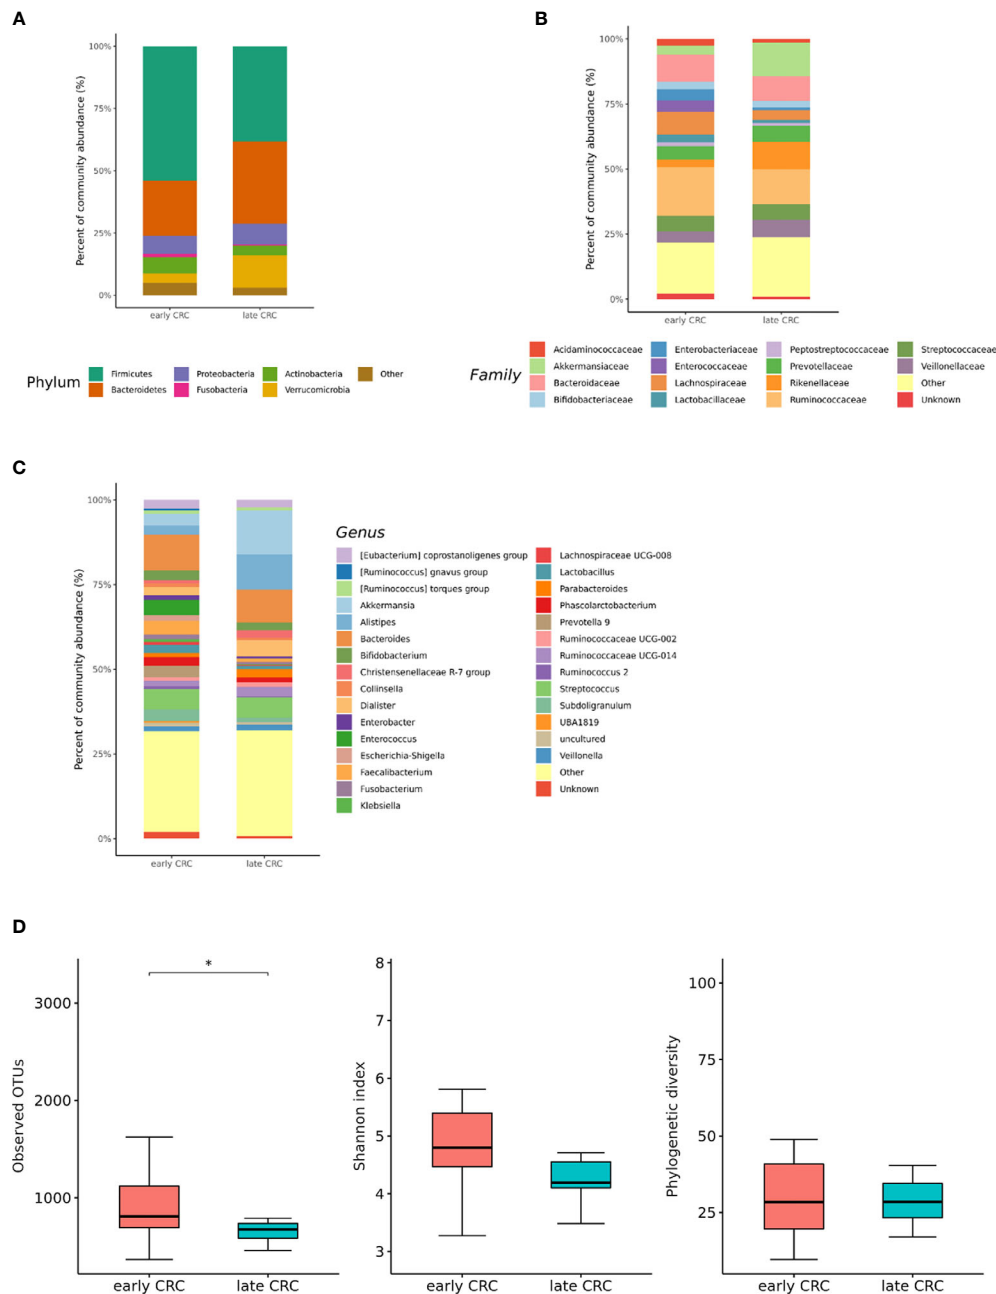 A
Percent of community abundance (%)
100%
75%
50%
25%
0%
early CRC
late CRC
Phylum
Firmicutes
Proteobacteria
Actinobacteria
Other
Bacteroidetes
Fusobacteria
Verrucomicrobia
B
Percent of community abundance (%)
100%
75%
50%
25%
0%
early CRC
late CRC
Family
Acidaminococcaceae
Enterobacteriaceae
Peptostreptococcaceae
Streptococcaceae
Akkermansiaceae
Enterococcaceae
Prevotellaceae
Veillonellaceae
Bacteroidaceae
Lachnospiraceae
Rikenellaceae
Other
Bifidobacteriaceae
Lactobacillaceae
Ruminococcaceae
Unknown
C
Percent of community abundance (%)
100%
75%
50%
25%
0%
early CRC
late CRC
Genus
[Eubacterium] coprostanoligenes group
[Ruminococcus] gnavus group
[Ruminococcus] torques group
Akkermansia
Alistipes
Bacteroides
Bifidobacterium
Christensenellaceae R-7 group
Collinsella
Dialister
Enterobacter
Enterococcus
Escherichia-Shigella
Faecalibacterium
Fusobacterium
Klebsiella
Lachnospiraceae UCG-008
Lactobacillus
Parabacteroides
Phascolarctobacterium
Prevotella 9
Ruminococcaceae UCG-002
Ruminococcaceae UCG-014
Ruminococcus 2
Streptococcus
Subdoligranulum
UBA1819
uncultured
Veillonella
Other
Unknown
D
Observed OTUs
3000
2000
1000
*
early CRC
late CRC
Shannon index
8
7
6
5
4
3
early CRC
late CRC
Phylogenetic diversity
100
75
50
25
early CRC
late CRC